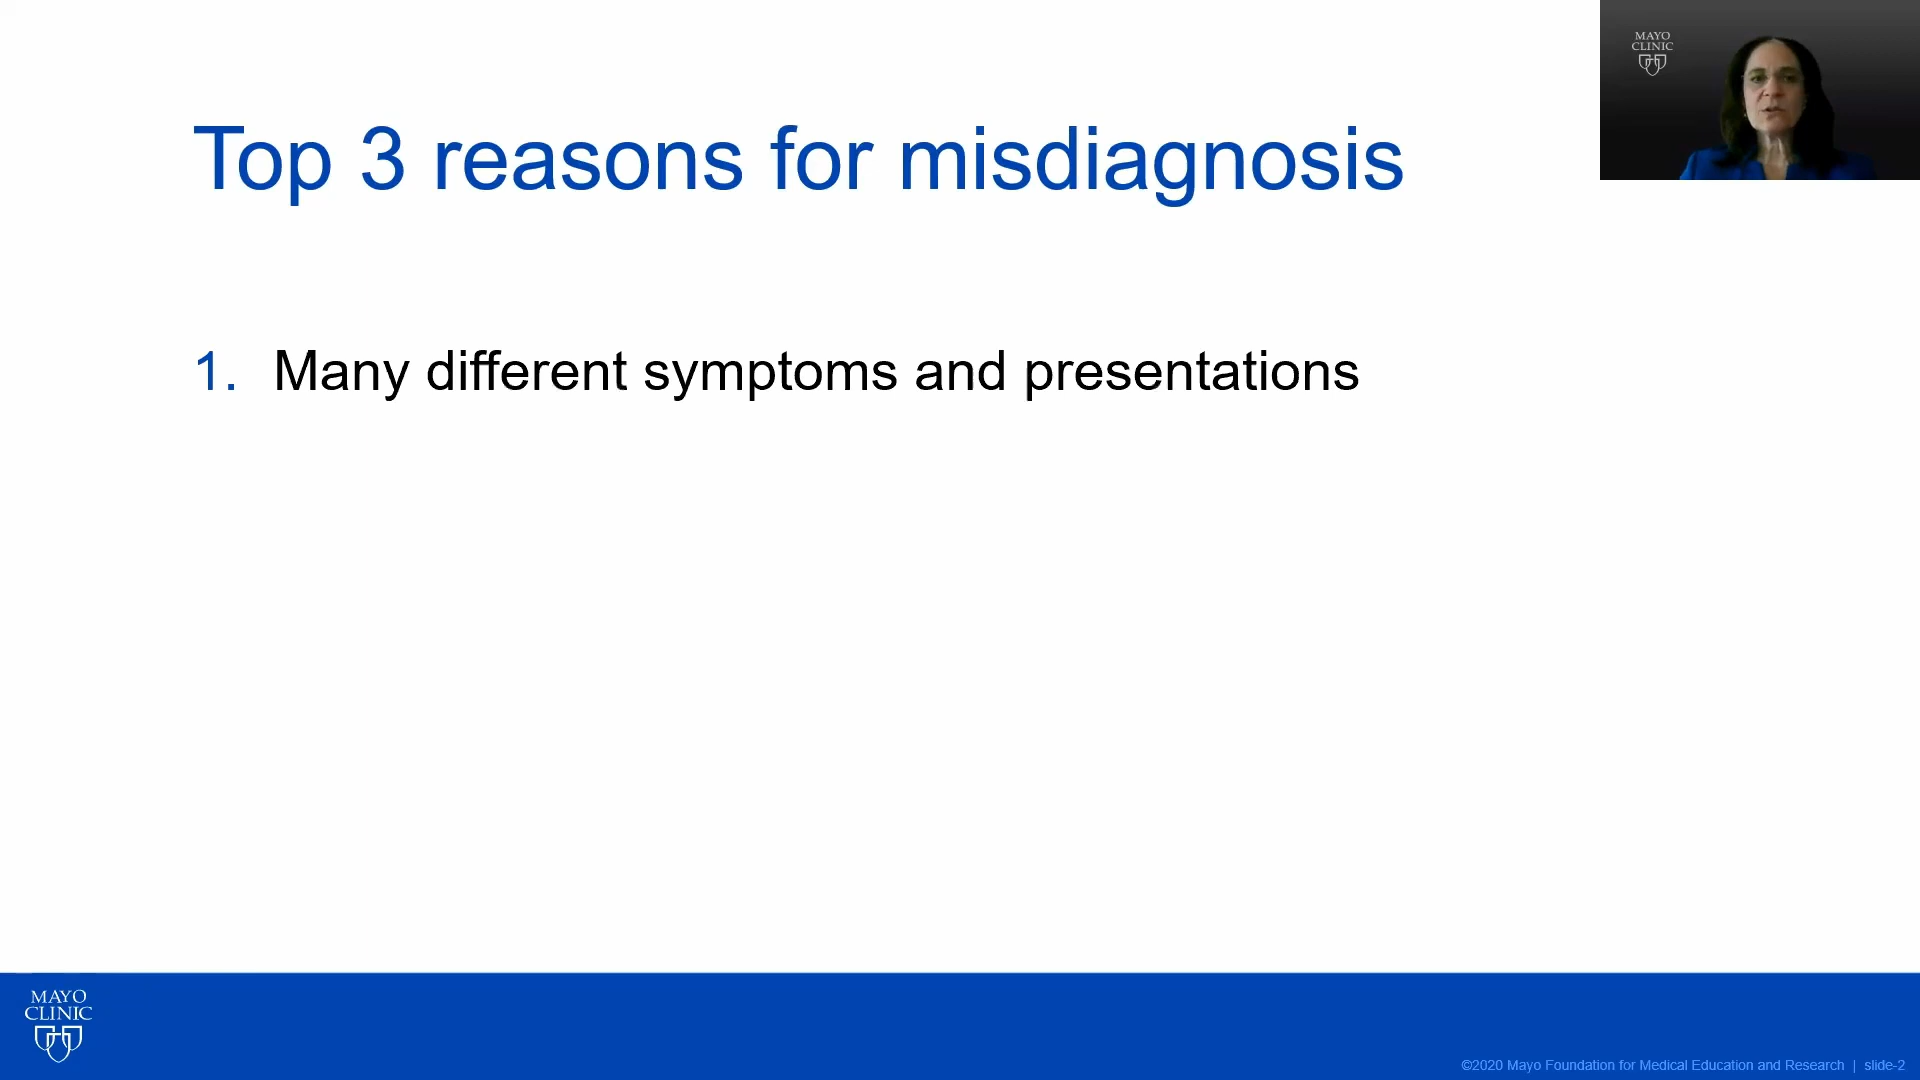 MAYO
CLINIC
Top 3 reasons for misdiagnosis
1. Many different symptoms and presentations
MAYO
CLINIC
©2020 Mayo Foundation for Medical Education and Research | slide-2